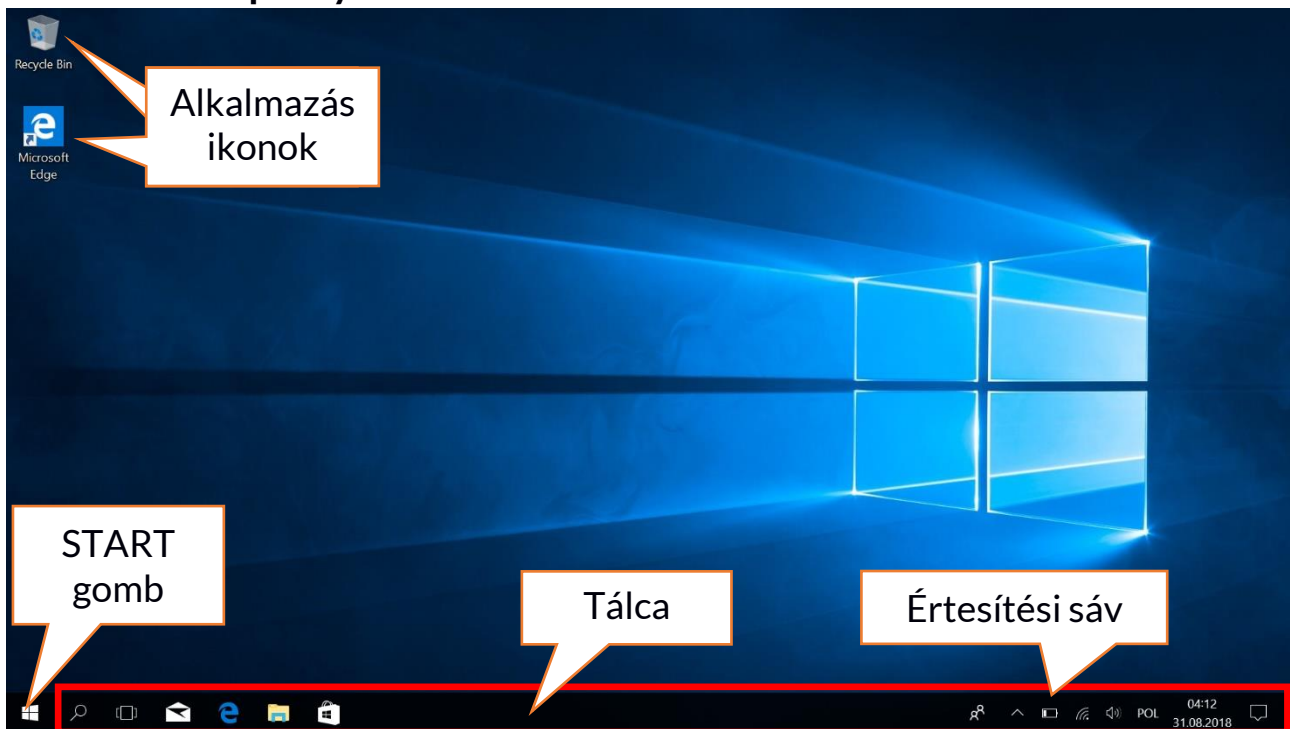 Recycle Bin
Alkalmazás
ikonok
Microsoft
Edge
START
gomb
Tálca
Értesítési sáv
POL
04:12
31.08.2018